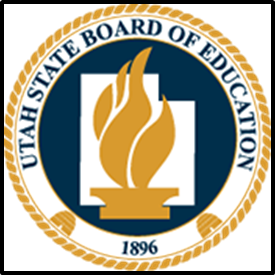 UTAH STATE BOARD OF EDUCATION
1896